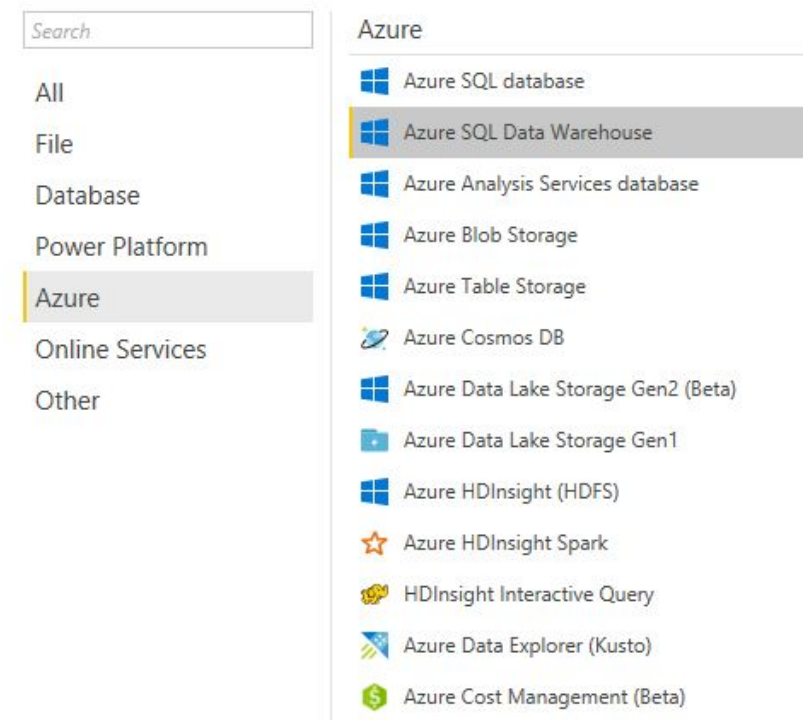 Search
All
File
Database
Power Platform
Azure
Online Services
Other
Azure
Azure SQL database
Azure SQL Data Warehouse
Azure Analysis Services database
Azure Blob Storage
Azure Table Storage
Azure Cosmos DB
Azure Data Lake Storage Gen2 (Beta)
Azure Data Lake Storage Gen1
Azure HDInsight (HDFS)
Azure HDInsight Spark
HDInsight Interactive Query
Azure Data Explorer (Kusto)
Azure Cost Management (Beta)